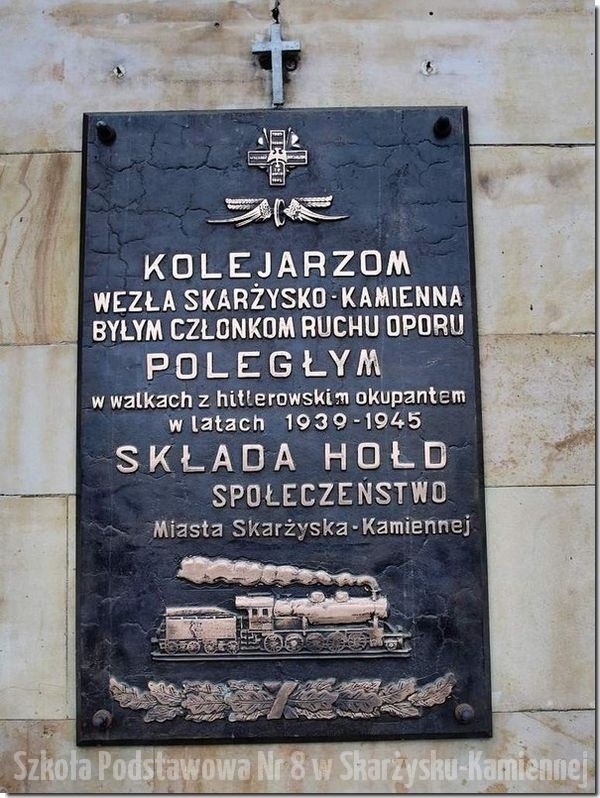 KOLEJARZOM
WĘZŁA SKARŻYSKO-KAMIENNA
BYŁYM CZŁONKOM RUCHU OPORU
POLEGŁYM
w walkach z hitlerowskim okupantem
w latach 1939-1945
SKŁADA HOŁD
SPOŁECZEŃSTWO
Miasta Skarżyska-Kamiennej
Szkoła Podstawowa Nr 8 w Skarżysku-Kamiennej